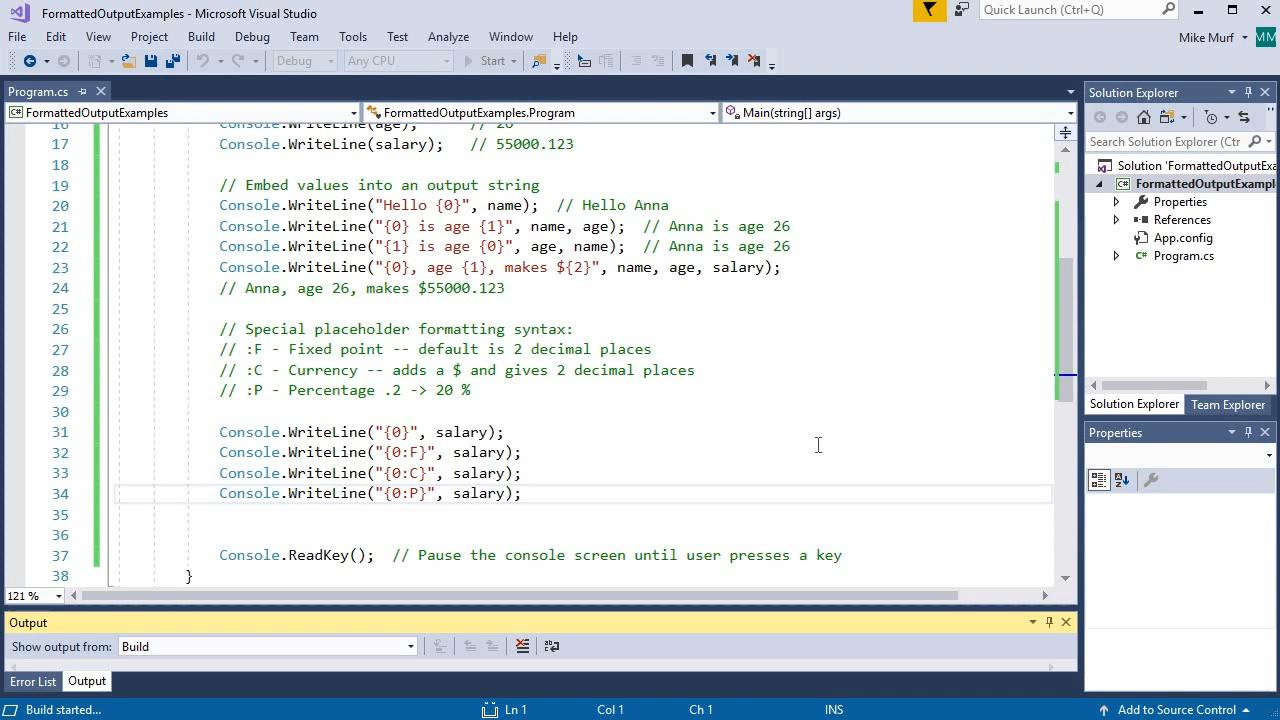 FormattedOutputExamples - Microsoft Visual Studio
Quick Launch (Ctrl+Q)
File Edit View Project Build Debug Team Tools Test Analyze Window Help
Mike Murf MM
Debug Any CPU Start
Program.cs
FormattedOutputExamples FormattedOutputExamples.Program Main(string[] args)
16 Console.WriteLine(age); // 26
17 Console.WriteLine(salary); // 55000.123
18
19 // Embed values into an output string
20 Console.WriteLine("Hello {0}", name); // Hello Anna
21 Console.WriteLine("{0} is age {1}", name, age); // Anna is age 26
22 Console.WriteLine("{1} is age {0}", age, name); // Anna is age 26
23 Console.WriteLine("{0}, age {1}, makes ${2}", name, age, salary);
24 // Anna, age 26, makes $55000.123
25
26 // Special placeholder formatting syntax:
27 // :F - Fixed point -- default is 2 decimal places
28 // :C - Currency -- adds a $ and gives 2 decimal places
29 // :P - Percentage .2 -> 20 %
30
31 Console.WriteLine("{0}", salary);
32 Console.WriteLine("{0:F}", salary);
33 Console.WriteLine("{0:C}", salary);
34 Console.WriteLine("{0:P}", salary);
35
36
37 Console.ReadKey(); // Pause the console screen until user presses a key
38 }
121 %
Solution Explorer
Search Solution Explorer (Ctrl
Solution 'FormattedOutputExa
C# FormattedOutputExampl
Properties
References
App.config
C# Program.cs
Solution Explorer Team Explorer
Properties
Output
Show output from: Build
Error List Output
Build started... Ln 1 Col 1 Ch 1 INS Add to Source Control